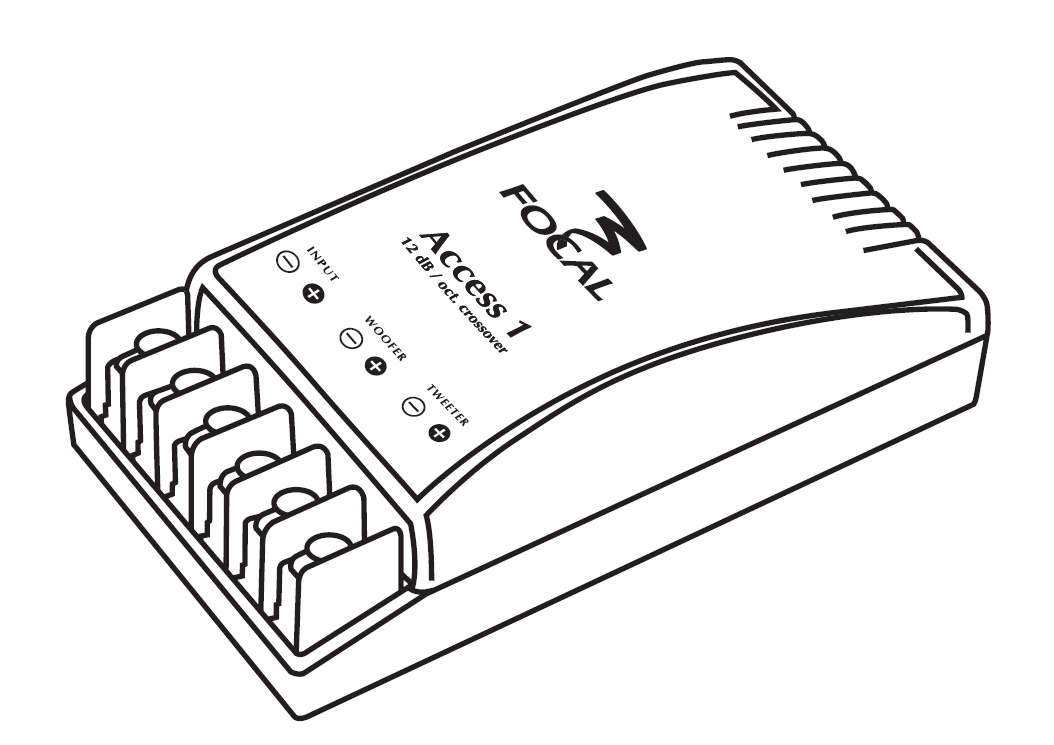 FOCAL
Access 1
12 dB / oct. crossover
INPUT
− +
WOOFER
− +
TWEETER
− +